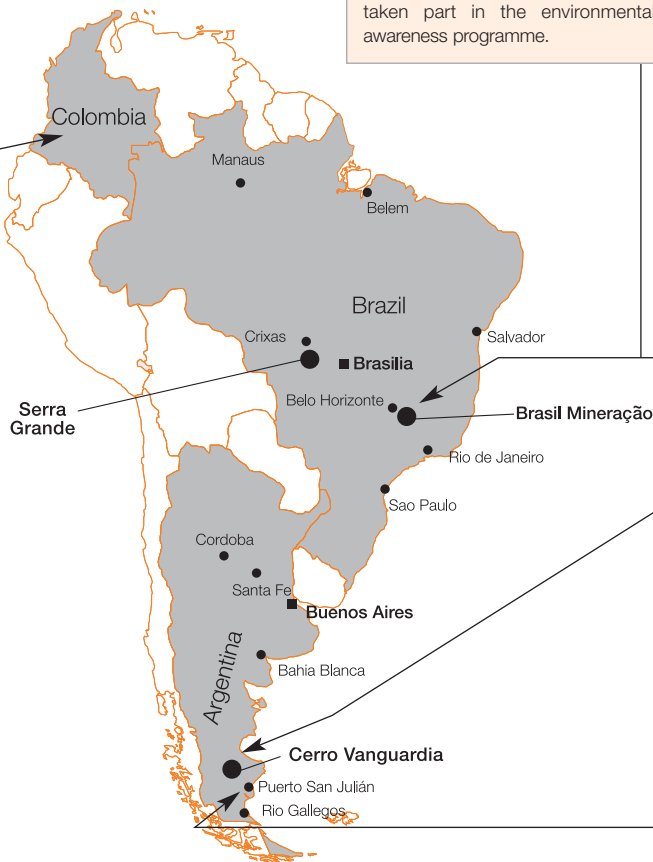 taken part in the environmental
awareness programme.
Colombia
Manaus
Belem
Brazil
Crixas
Salvador
Brasilia
Serra
Grande
Belo Horizonte
Brasil Mineração
Rio de Janeiro
Sao Paulo
Cordoba
Santa Fe
Buenos Aires
Argentina
Bahia Blanca
Cerro Vanguardia
Puerto San Julián
Rio Gallegos